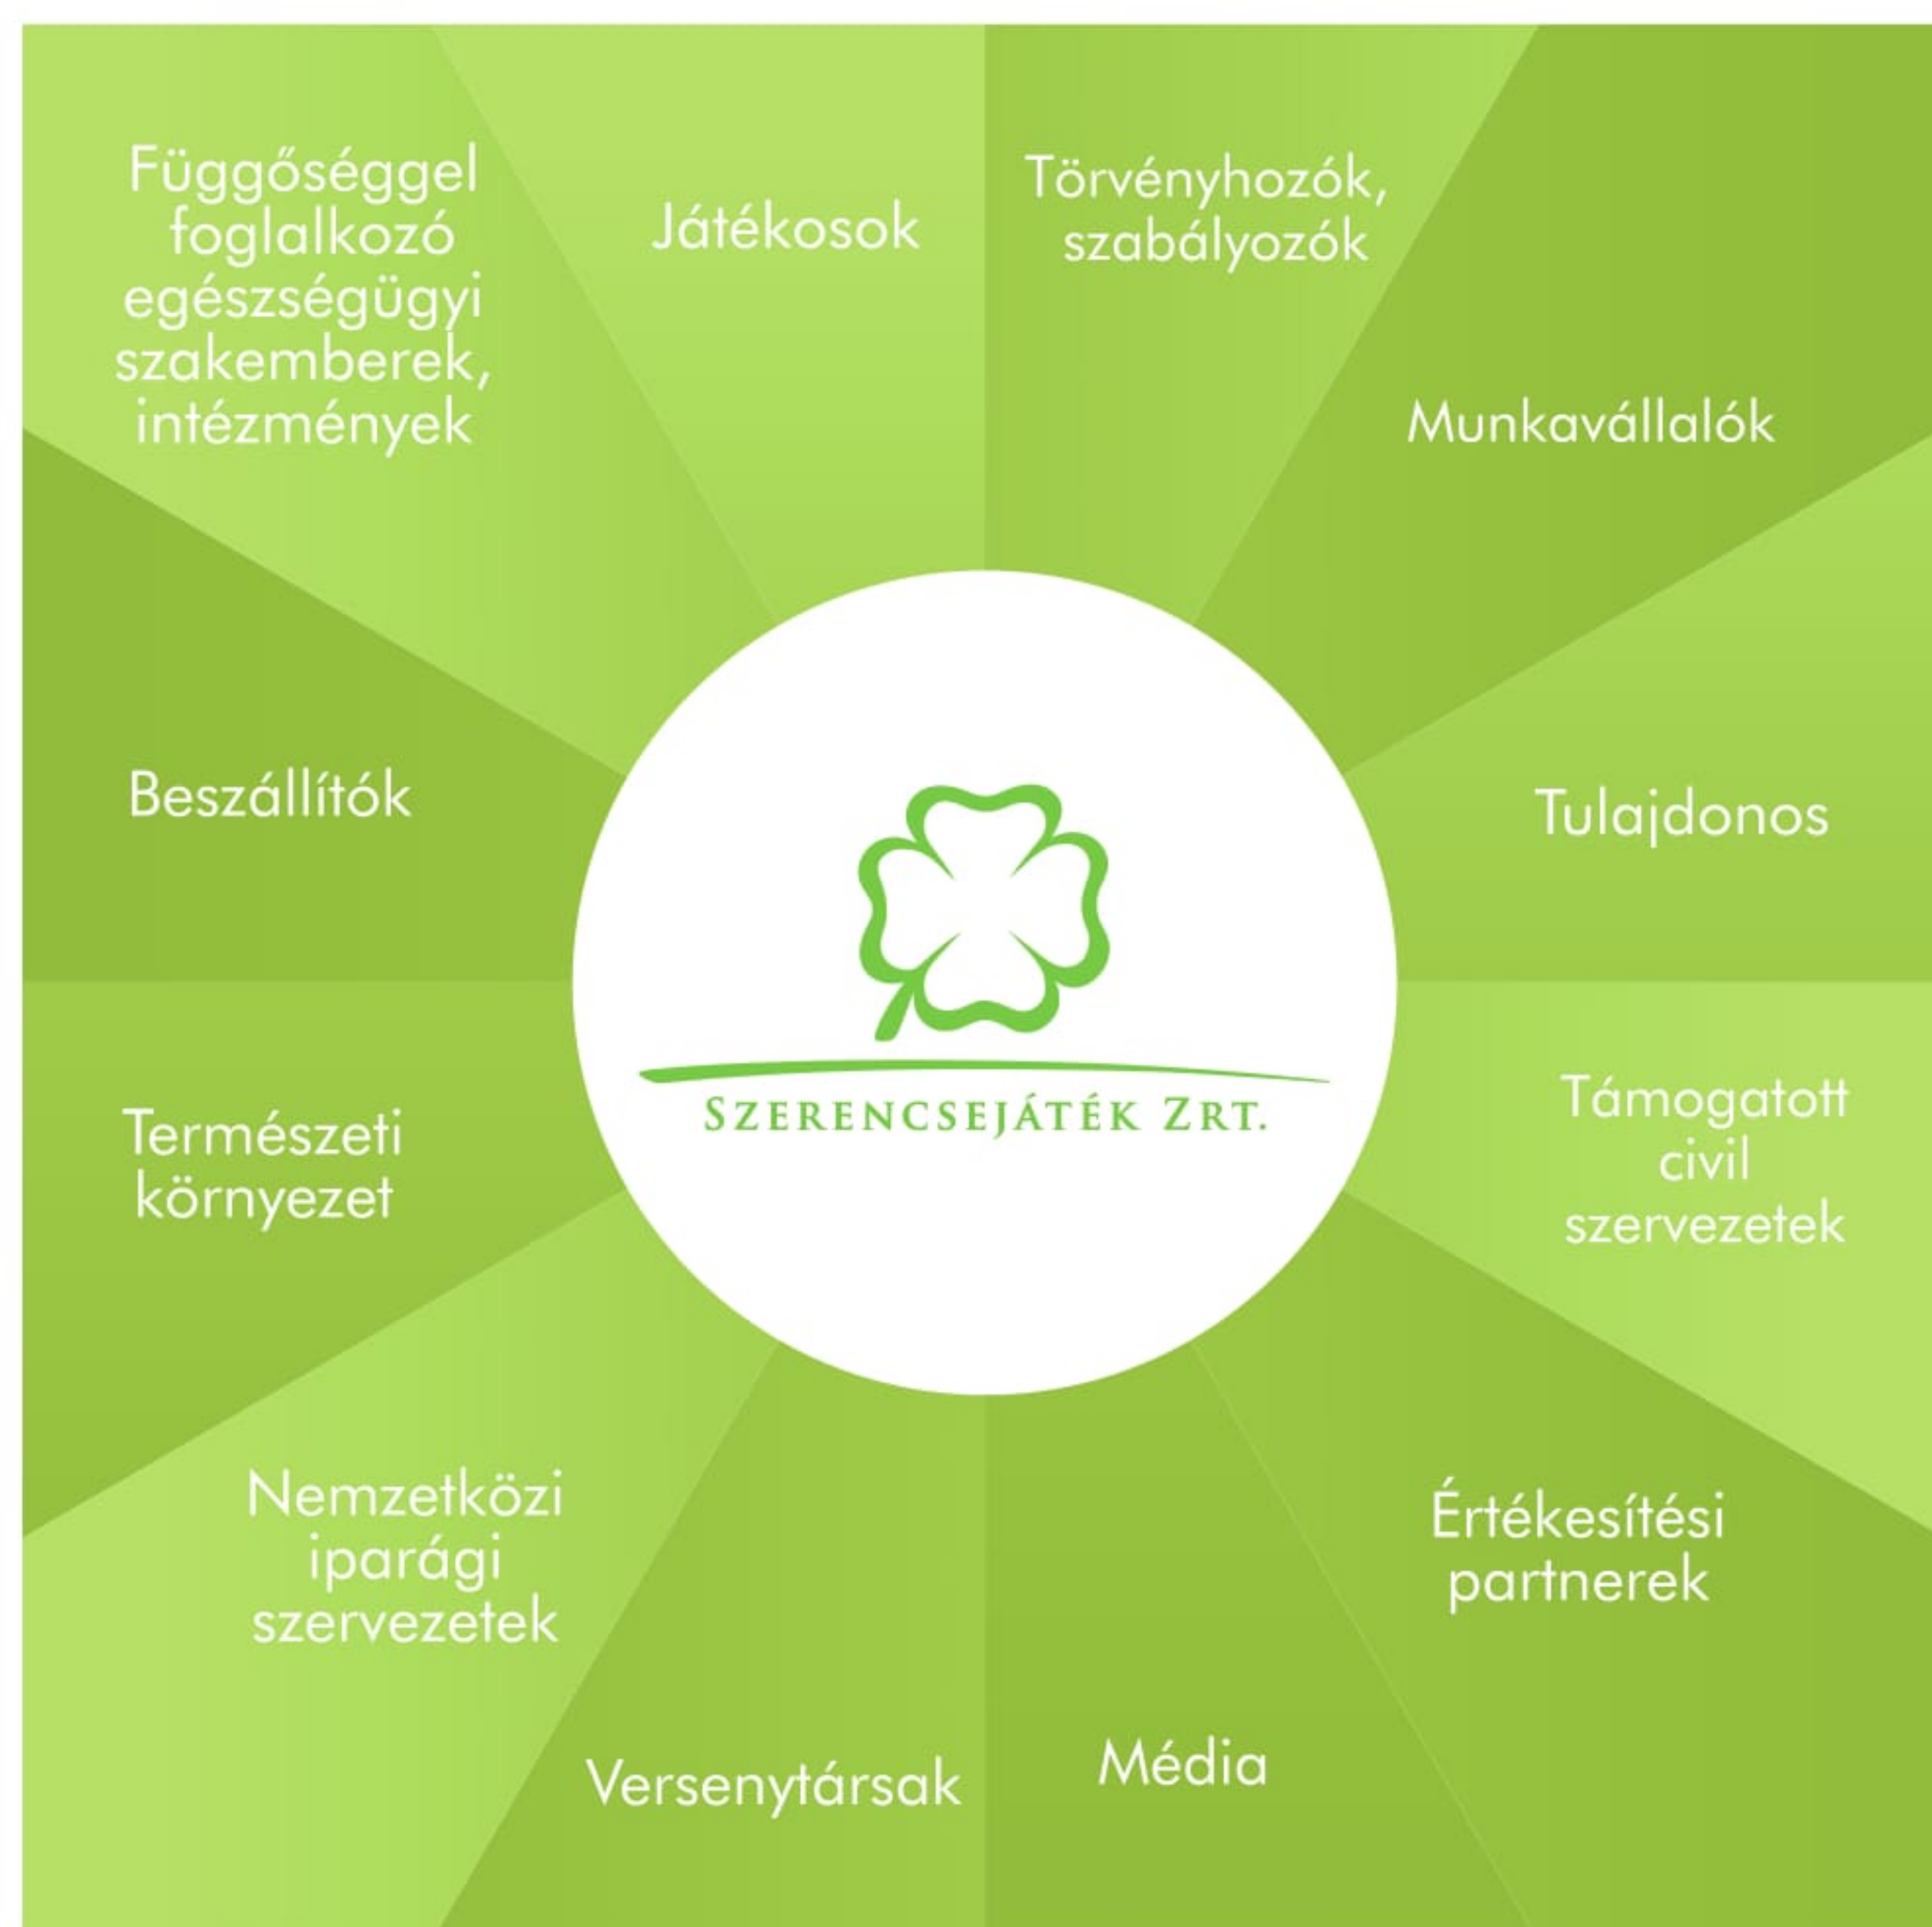 Függőséggel
foglalkozó
egészségügyi
szakemberek,
intézmények
Játékosok
Törvényhozók,
szabályozók
Munkavállalók
Beszállítók
Tulajdonos
SZERENCSEJÁTÉK ZRT.
Természeti
környezet
Támogatott
civil
szervezetek
Nemzetközi
iparági
szervezetek
Értékesítési
partnerek
Versenytársak
Média